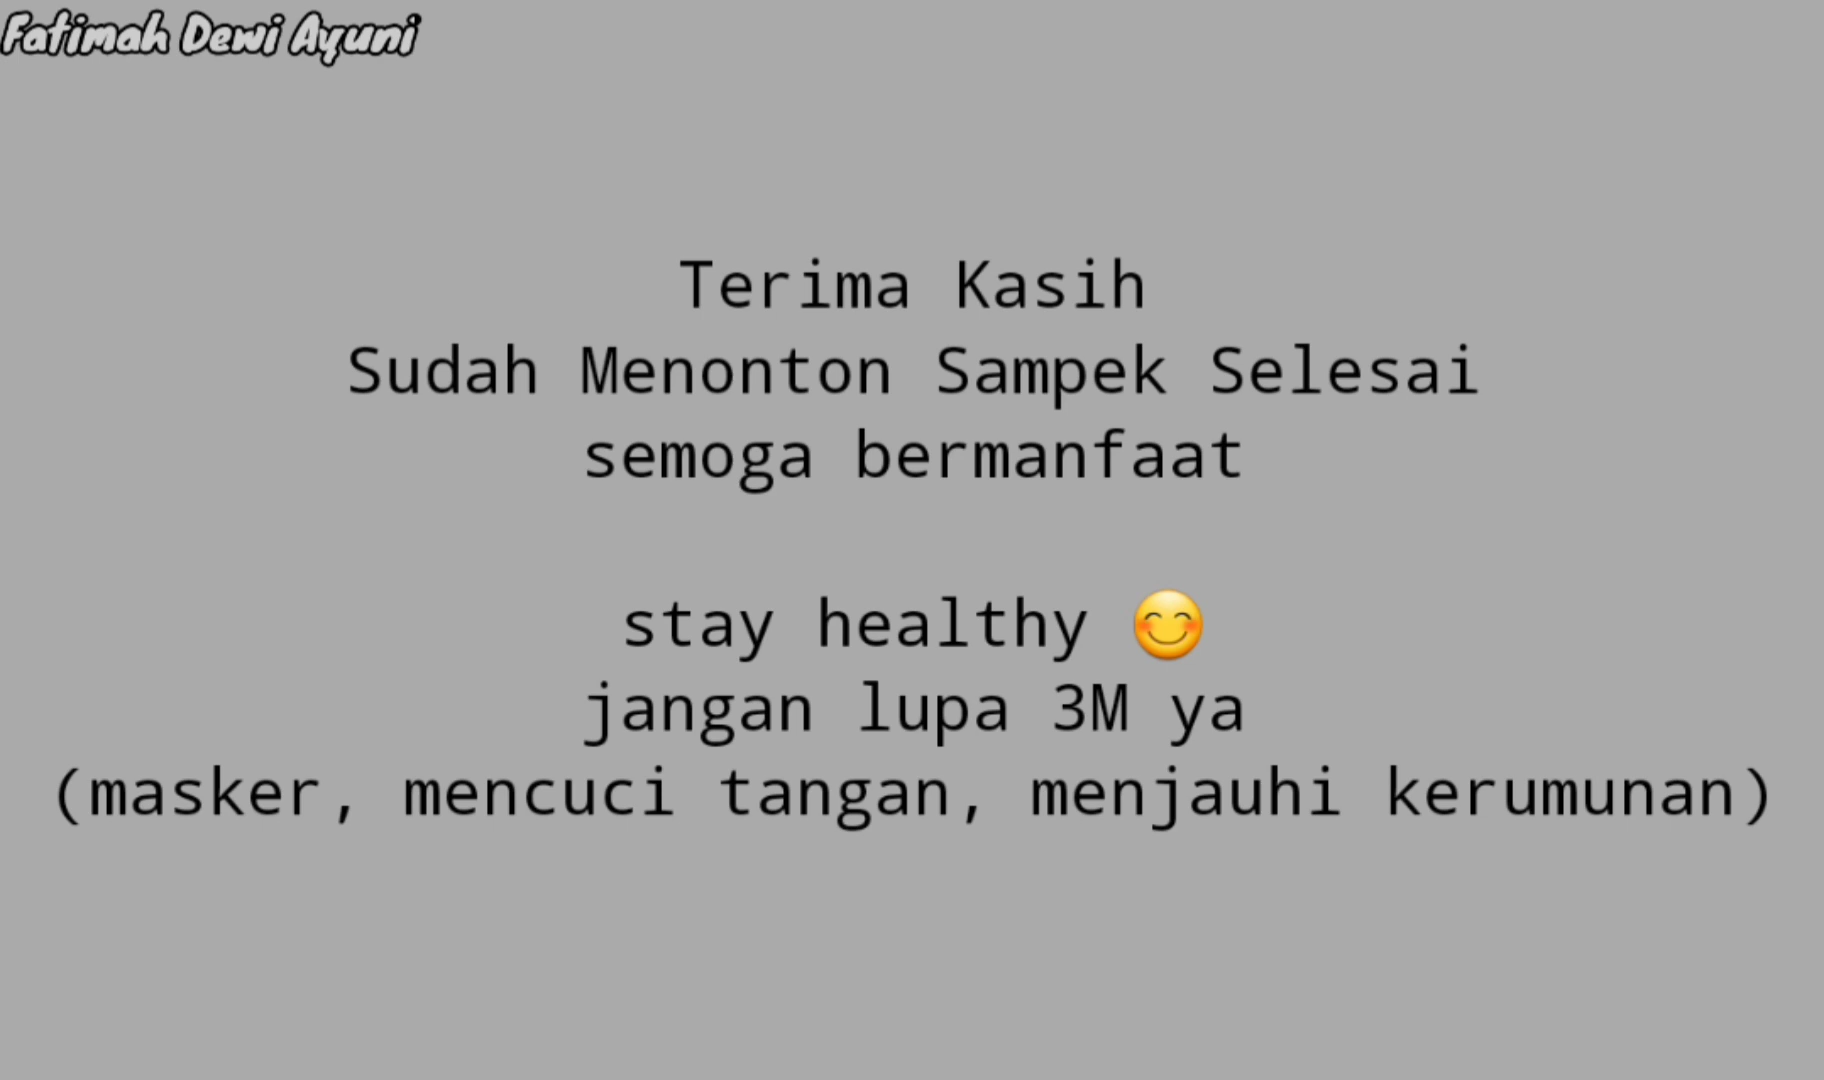 Fatimah Dewi Ayuni
Terima Kasih
Sudah Menonton Sampek Selesai
semoga bermanfaat
stay healthy 😊
jangan lupa 3M ya
(masker, mencuci tangan, menjauhi kerumunan)